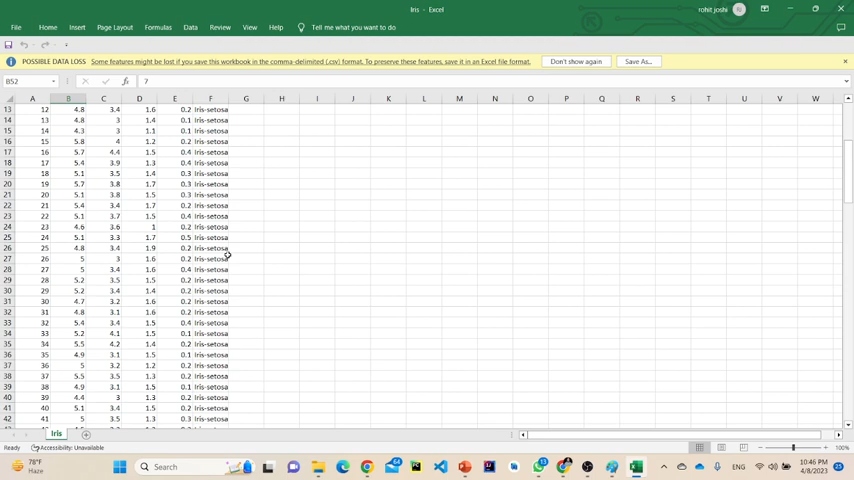 Iris - Excel
rohit joshi
File Home Insert Page Layout Formulas Data Review View Help Tell me what you want to do
POSSIBLE DATA LOSS Some features might be lost if you save this workbook in the comma-delimited (.csv) format. To preserve these features, save it in an Excel file format. Don't show again Save As...
B52 fx 7
A B C D E F G H I J K L M N O P Q R S T U V W
13 12 4.8 3.4 1.6 0.2 Iris-setosa
14 13 4.8 3 1.4 0.1 Iris-setosa
15 14 4.3 3 1.1 0.1 Iris-setosa
16 15 5.8 4 1.2 0.2 Iris-setosa
17 16 5.7 4.4 1.5 0.4 Iris-setosa
18 17 5.4 3.9 1.3 0.4 Iris-setosa
19 18 5.1 3.5 1.4 0.3 Iris-setosa
20 19 5.7 3.8 1.7 0.3 Iris-setosa
21 20 5.1 3.8 1.5 0.3 Iris-setosa
22 21 5.4 3.4 1.7 0.2 Iris-setosa
23 22 5.1 3.7 1.5 0.4 Iris-setosa
24 23 4.6 3.6 1 0.2 Iris-setosa
25 24 5.1 3.3 1.7 0.5 Iris-setosa
26 25 4.8 3.4 1.9 0.2 Iris-setosa
27 26 5 3 1.6 0.2 Iris-setosa
28 27 5 3.4 1.6 0.4 Iris-setosa
29 28 5.2 3.5 1.5 0.2 Iris-setosa
30 29 5.2 3.4 1.4 0.2 Iris-setosa
31 30 4.7 3.2 1.6 0.2 Iris-setosa
32 31 4.8 3.1 1.6 0.2 Iris-setosa
33 32 5.4 3.4 1.5 0.4 Iris-setosa
34 33 5.2 4.1 1.5 0.1 Iris-setosa
35 34 5.5 4.2 1.4 0.2 Iris-setosa
36 35 4.9 3.1 1.5 0.1 Iris-setosa
37 36 5 3.2 1.2 0.2 Iris-setosa
38 37 5.5 3.5 1.3 0.2 Iris-setosa
39 38 4.9 3.1 1.5 0.1 Iris-setosa
40 39 4.4 3 1.3 0.2 Iris-setosa
41 40 5.1 3.4 1.5 0.2 Iris-setosa
42 41 5 3.5 1.3 0.3 Iris-setosa
Iris
Ready Accessibility: Unavailable 100%
78°F
Haze
Search
64
13
ENG
10:46 PM
4/8/2023